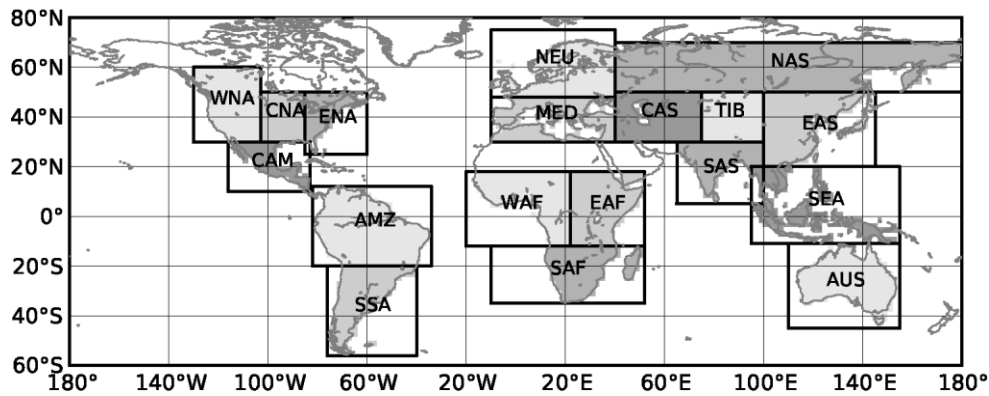 80°N
60°N
40°N
20°N
0°
20°S
40°S
60°S
NEU
NAS
WNA
CNA
ENA
MED
CAS
TIB
EAS
CAM
SAS
WAF
EAF
SEA
AMZ
SAF
AUS
SSA
180° 140°W 100°W 60°W 20°W 20°E 60°E 100°E 140°E 180°